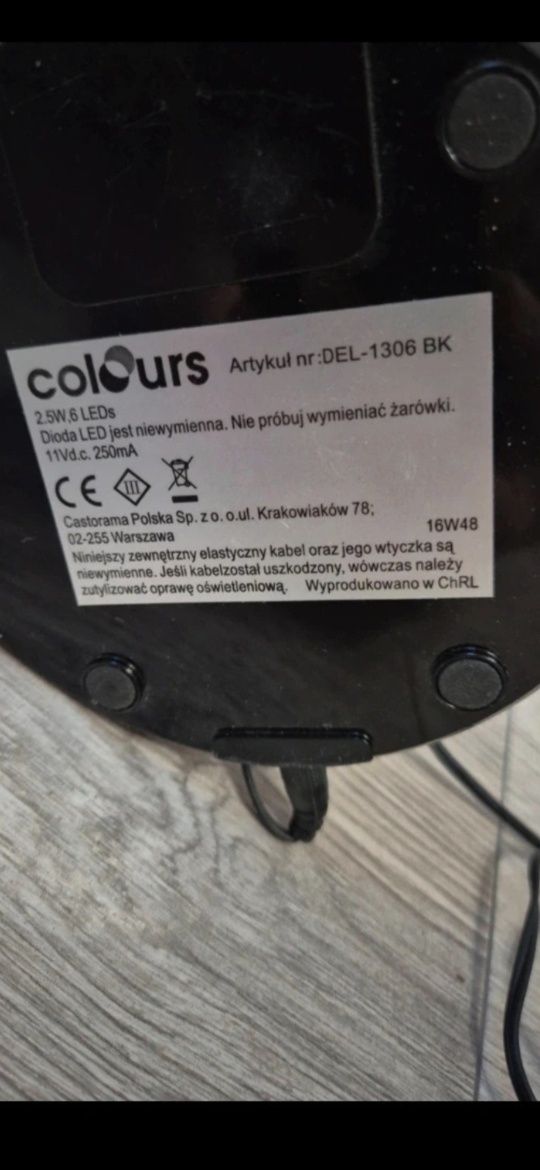 colours Artykuł nr:DEL-1306 BK
2.5W,6 LEDs
Dioda LED jest niewymienna. Nie próbuj wymieniać żarówki.
11Vd.c. 250mA
CE III
Castorama Polska Sp. z o. o.ul. Krakowiaków 78;
02-255 Warszawa 16W48
Niniejszy zewnętrzny elastyczny kabel oraz jego wtyczka są
niewymienne. Jeśli kabelzostał uszkodzony, wówczas należy
zutylizować oprawę oświetleniową. Wyprodukowano w ChRL